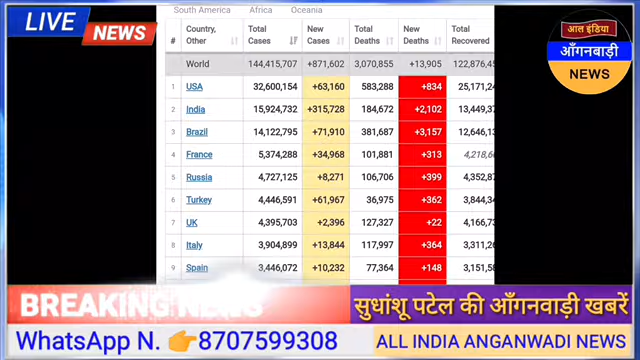 South America Africa Oceania
LIVE NEWS
आल इंडिया
आँगनबाड़ी
NEWS
# Country, Other Total Cases New Cases Total Deaths New Deaths Total Recovered
World 144,415,707 +871,602 3,070,855 +13,905 122,876,45
1 USA 32,600,154 +63,160 583,288 +834 25,171,24
2 India 15,924,732 +315,728 184,672 +2,102 13,449,37
3 Brazil 14,122,795 +71,910 381,687 +3,157 12,646,13
4 France 5,374,288 +34,968 101,881 +313 4,218,6
5 Russia 4,727,125 +8,271 106,706 +399 4,352,87
6 Turkey 4,446,591 +61,967 36,975 +362 3,844,34
7 UK 4,395,703 +2,396 127,327 +22 4,166,73
8 Italy 3,904,899 +13,844 117,997 +364 3,311,26
9 Spain 3,446,072 +10,232 77,364 +148 3,151,58
BREAKING NEWS
सुधांशू पटेल की आँगनवाड़ी खबरें
WhatsApp N. 👉8707599308
ALL INDIA ANGANWADI NEWS